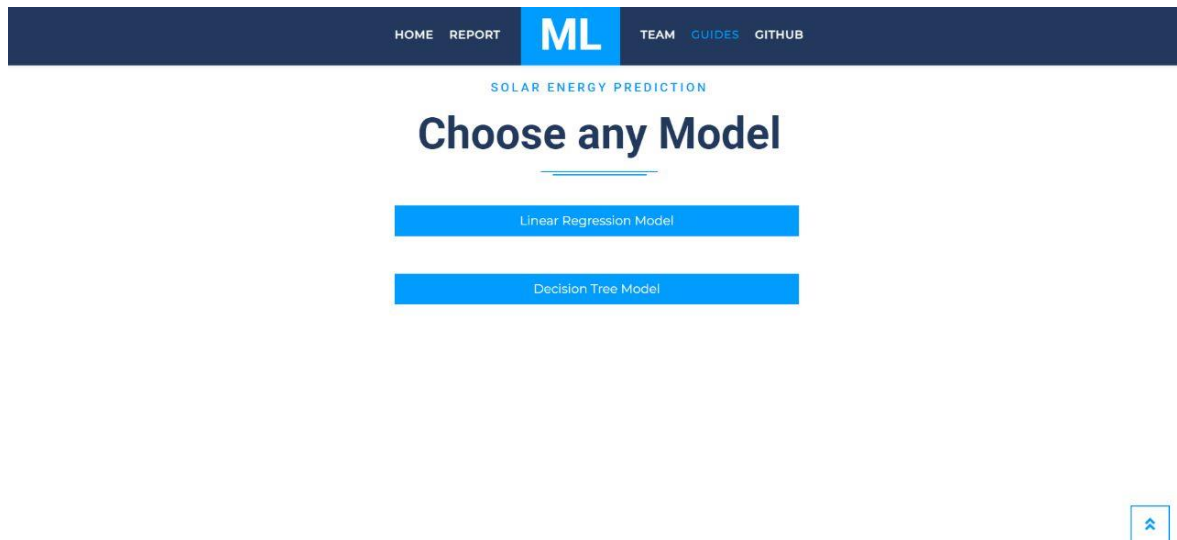 HOME REPORT ML TEAM GUIDES GITHUB
SOLAR ENERGY PREDICTION
Choose any Model
Linear Regression Model
Decision Tree Model